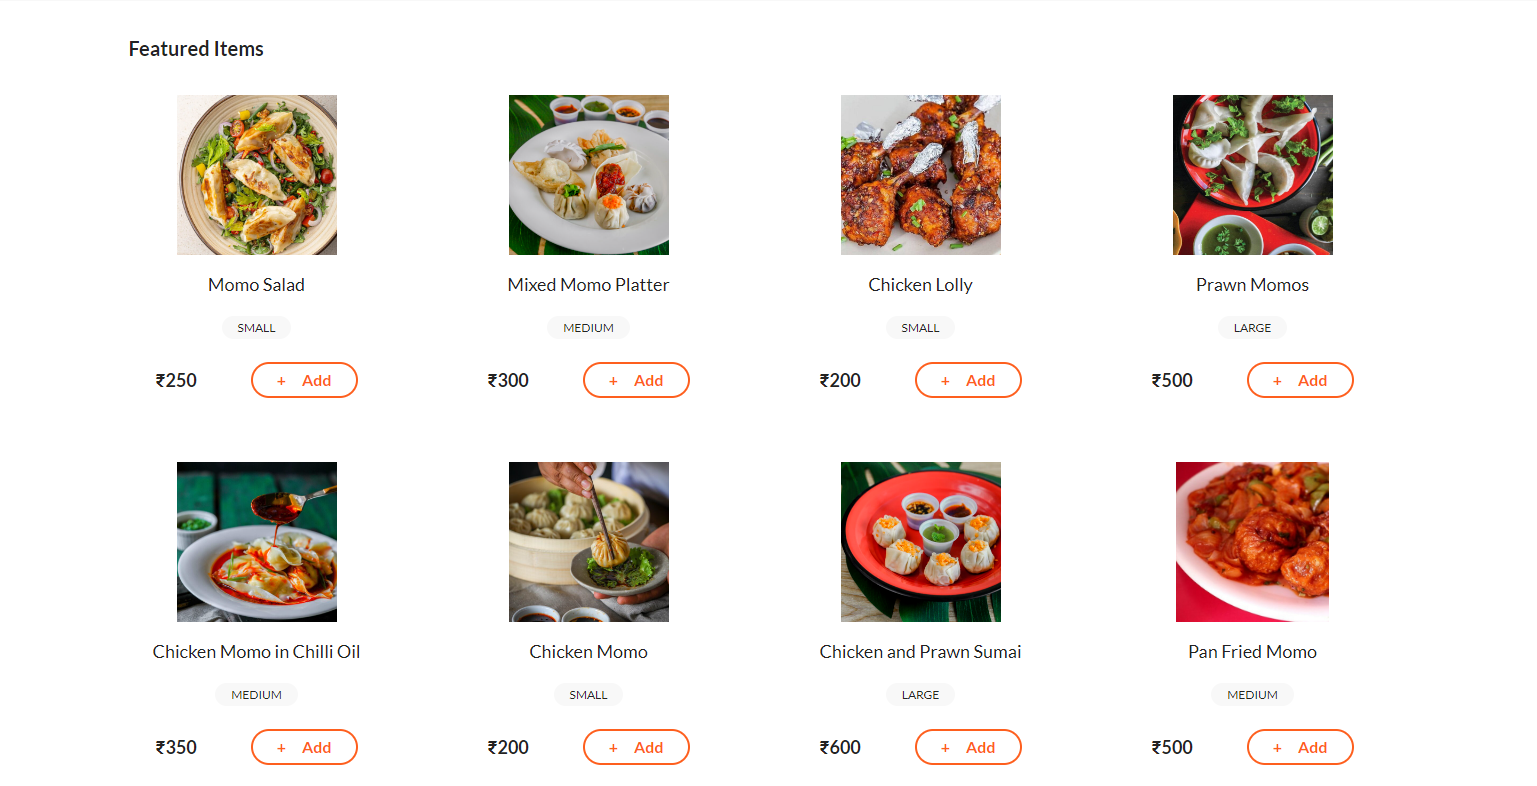 Featured Items
Momo Salad
SMALL
₹250
+ Add
Mixed Momo Platter
MEDIUM
₹300
+ Add
Chicken Lolly
SMALL
₹200
+ Add
Prawn Momos
LARGE
₹500
+ Add
Chicken Momo in Chilli Oil
MEDIUM
₹350
+ Add
Chicken Momo
SMALL
₹200
+ Add
Chicken and Prawn Sumai
LARGE
₹600
+ Add
Pan Fried Momo
MEDIUM
₹500
+ Add